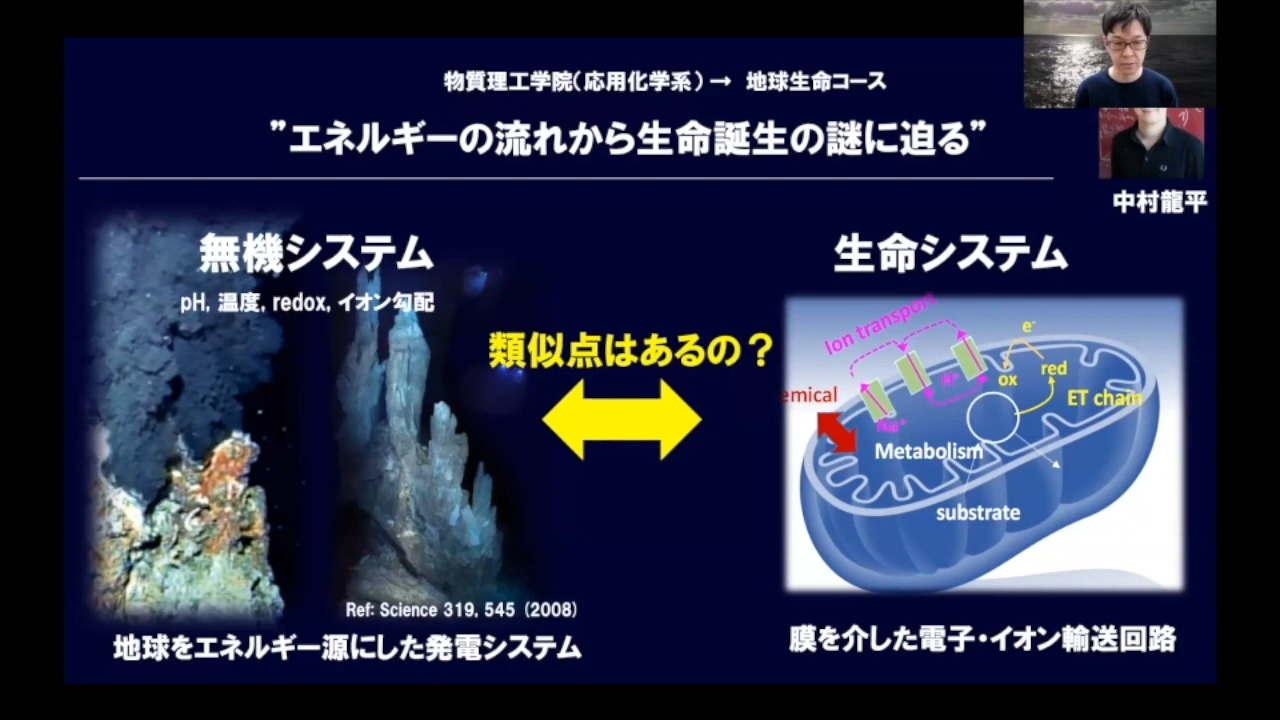 物質理工学院(応用化学系) → 地球生命コース
”エネルギーの流れから生命誕生の謎に迫る”
中村龍平
無機システム
pH, 温度, redox, イオン勾配
Ref: Science 319, 545 (2008)
地球をエネルギー源にした発電システム
類似点はあるの？
生命システム
Ion transport
e-
ox
red
ET chain
emical
H+
Na+
Metabolism
substrate
膜を介した電子・イオン輸送回路